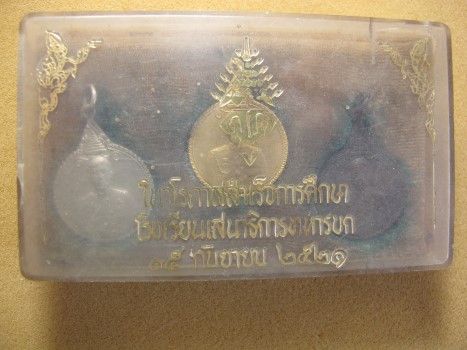 ในโอกาสสำเร็จการศึกษา
โรงเรียนเสนาธิการทหารบก
๑๕ กันยายน ๒๕๒๑